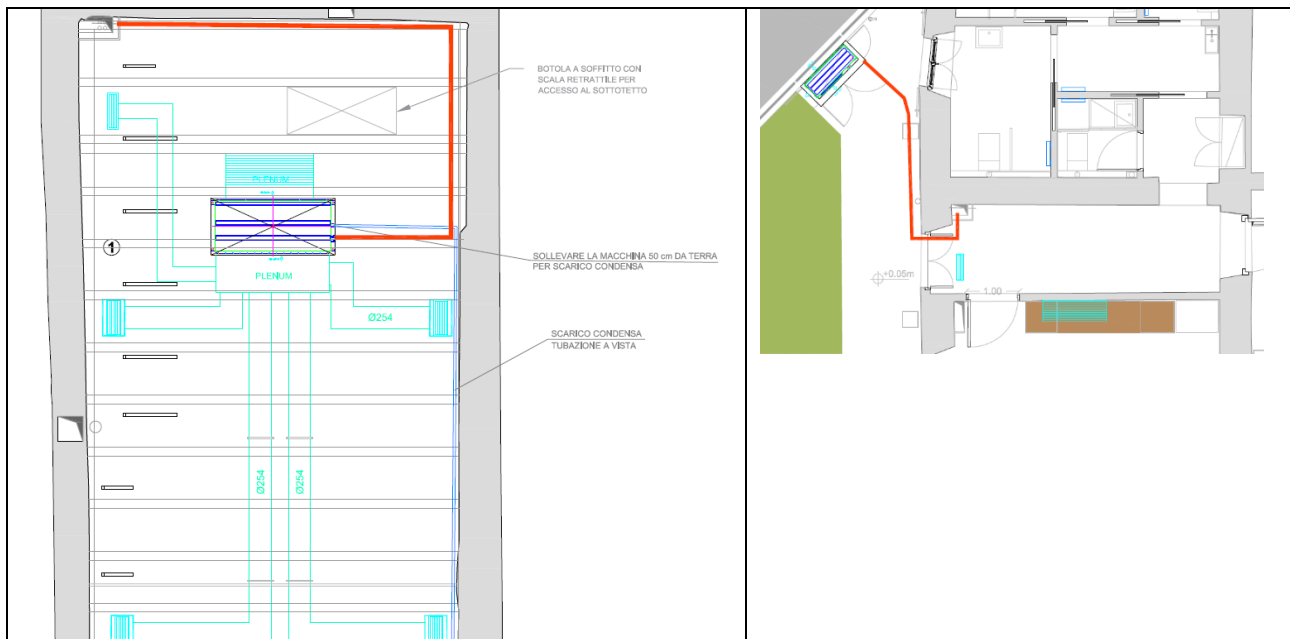 BOTOLA A SOFFITTO CON
SCALA RETRATTILE PER
ACCESSO AL SOTTOTETTO
PLENUM
1
SOLLEVARE LA MACCHINA 50 cm DA TERRA
PER SCARICO CONDENSA
PLENUM
Ø254
SCARICO CONDENSA
TUBAZIONE A VISTA
Ø254
Ø254
+0.05m
1.00